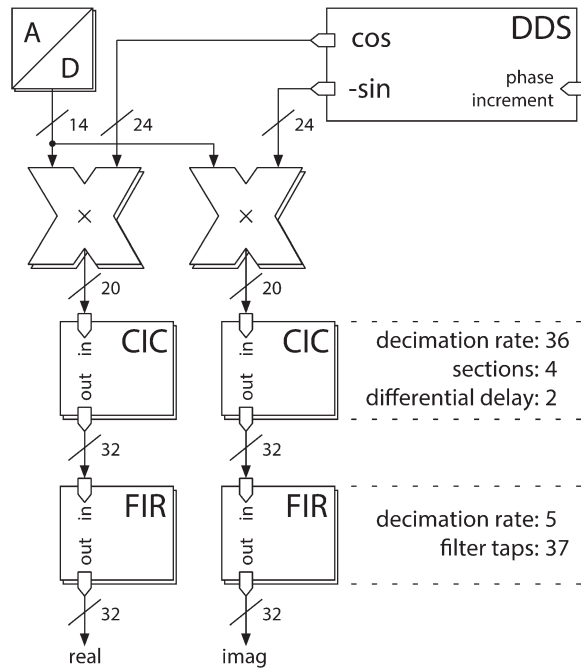 A
D
DDS
cos
-sin
phase
increment
14
24
24
×
×
20
20
CIC
in
out
CIC
in
out
decimation rate: 36
sections: 4
differential delay: 2
32
32
FIR
in
out
FIR
in
out
decimation rate: 5
filter taps: 37
32
32
real
imag